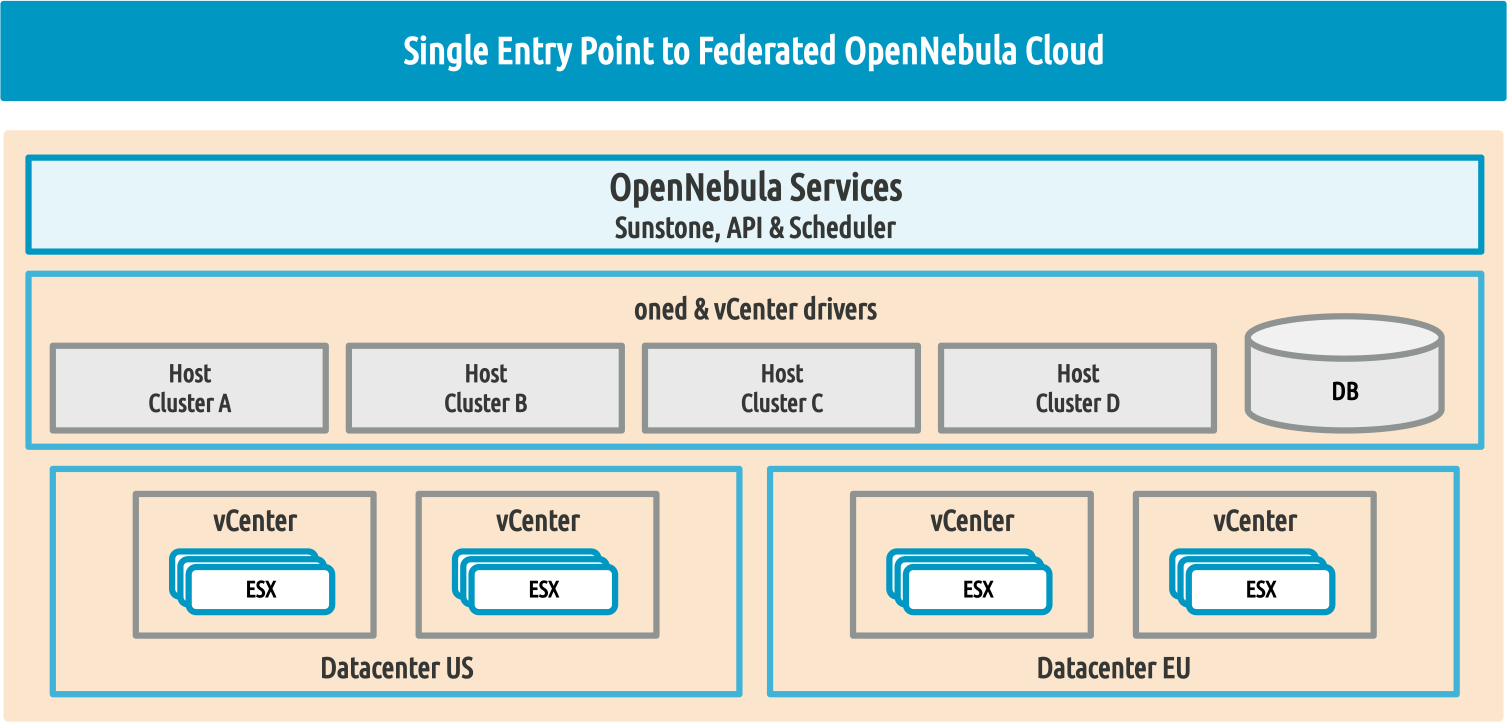 Single Entry Point to Federated OpenNebula Cloud
OpenNebula Services
Sunstone, API & Scheduler
oned & vCenter drivers
Host
Cluster A
Host
Cluster B
Host
Cluster C
Host
Cluster D
DB
vCenter
ESX
vCenter
ESX
Datacenter US
vCenter
ESX
vCenter
ESX
Datacenter EU